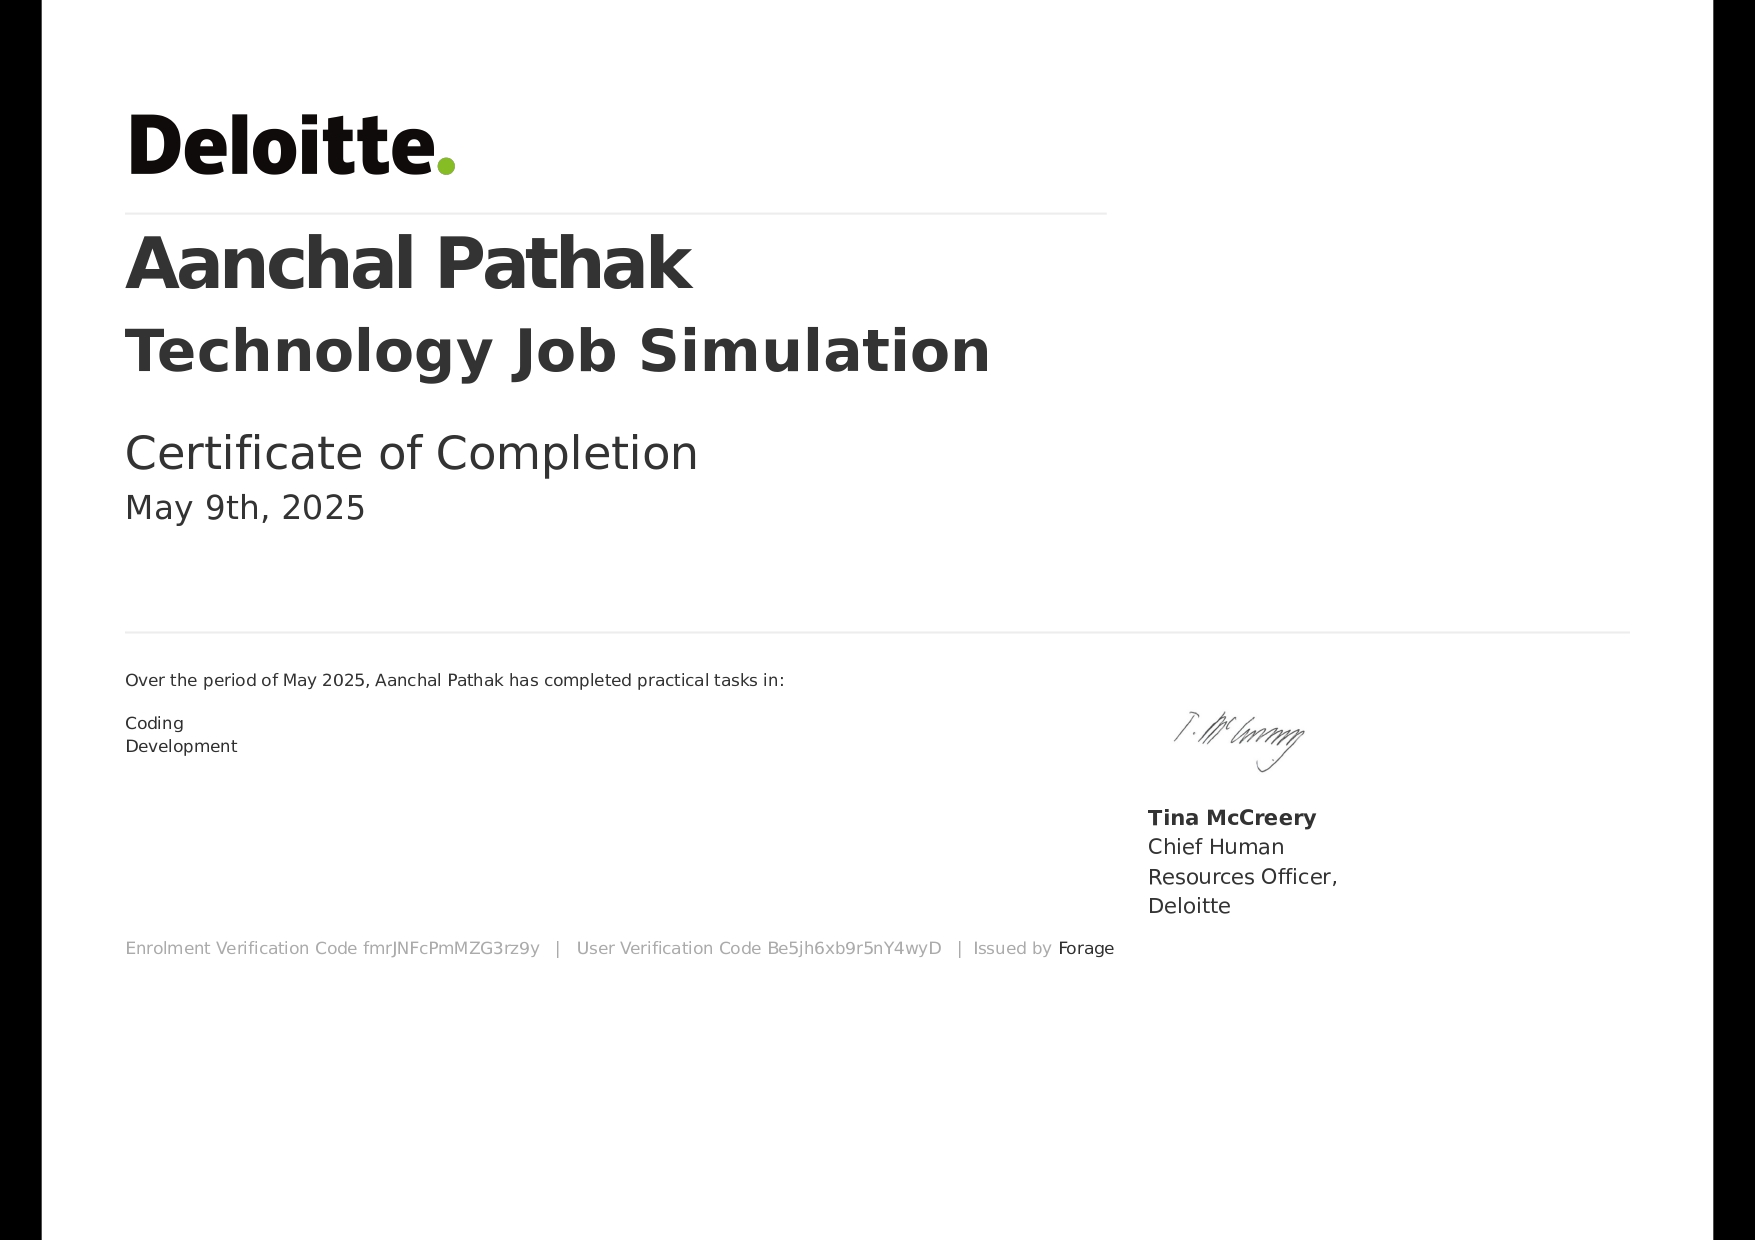 Deloitte.
Aanchal Pathak
Technology Job Simulation
Certificate of Completion
May 9th, 2025
Over the period of May 2025, Aanchal Pathak has completed practical tasks in:
Coding
Development
T. McCreery
Tina McCreery
Chief Human
Resources Officer,
Deloitte
Enrolment Verification Code fmrJNFcPmMZG3rz9y | User Verification Code Be5jh6xb9r5nY4wyD | Issued by Forage